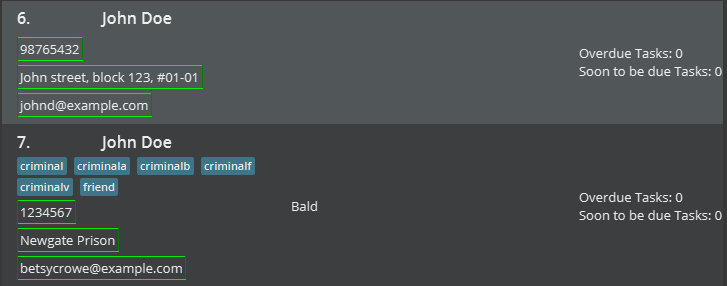 6. John Doe
98765432
John street, block 123, #01-01
johnd@example.com
Overdue Tasks: 0
Soon to be due Tasks: 0
7. John Doe
criminal criminala criminalb criminalf
criminalv friend
1234567
Newgate Prison
betsycrowe@example.com
Bald
Overdue Tasks: 0
Soon to be due Tasks: 0